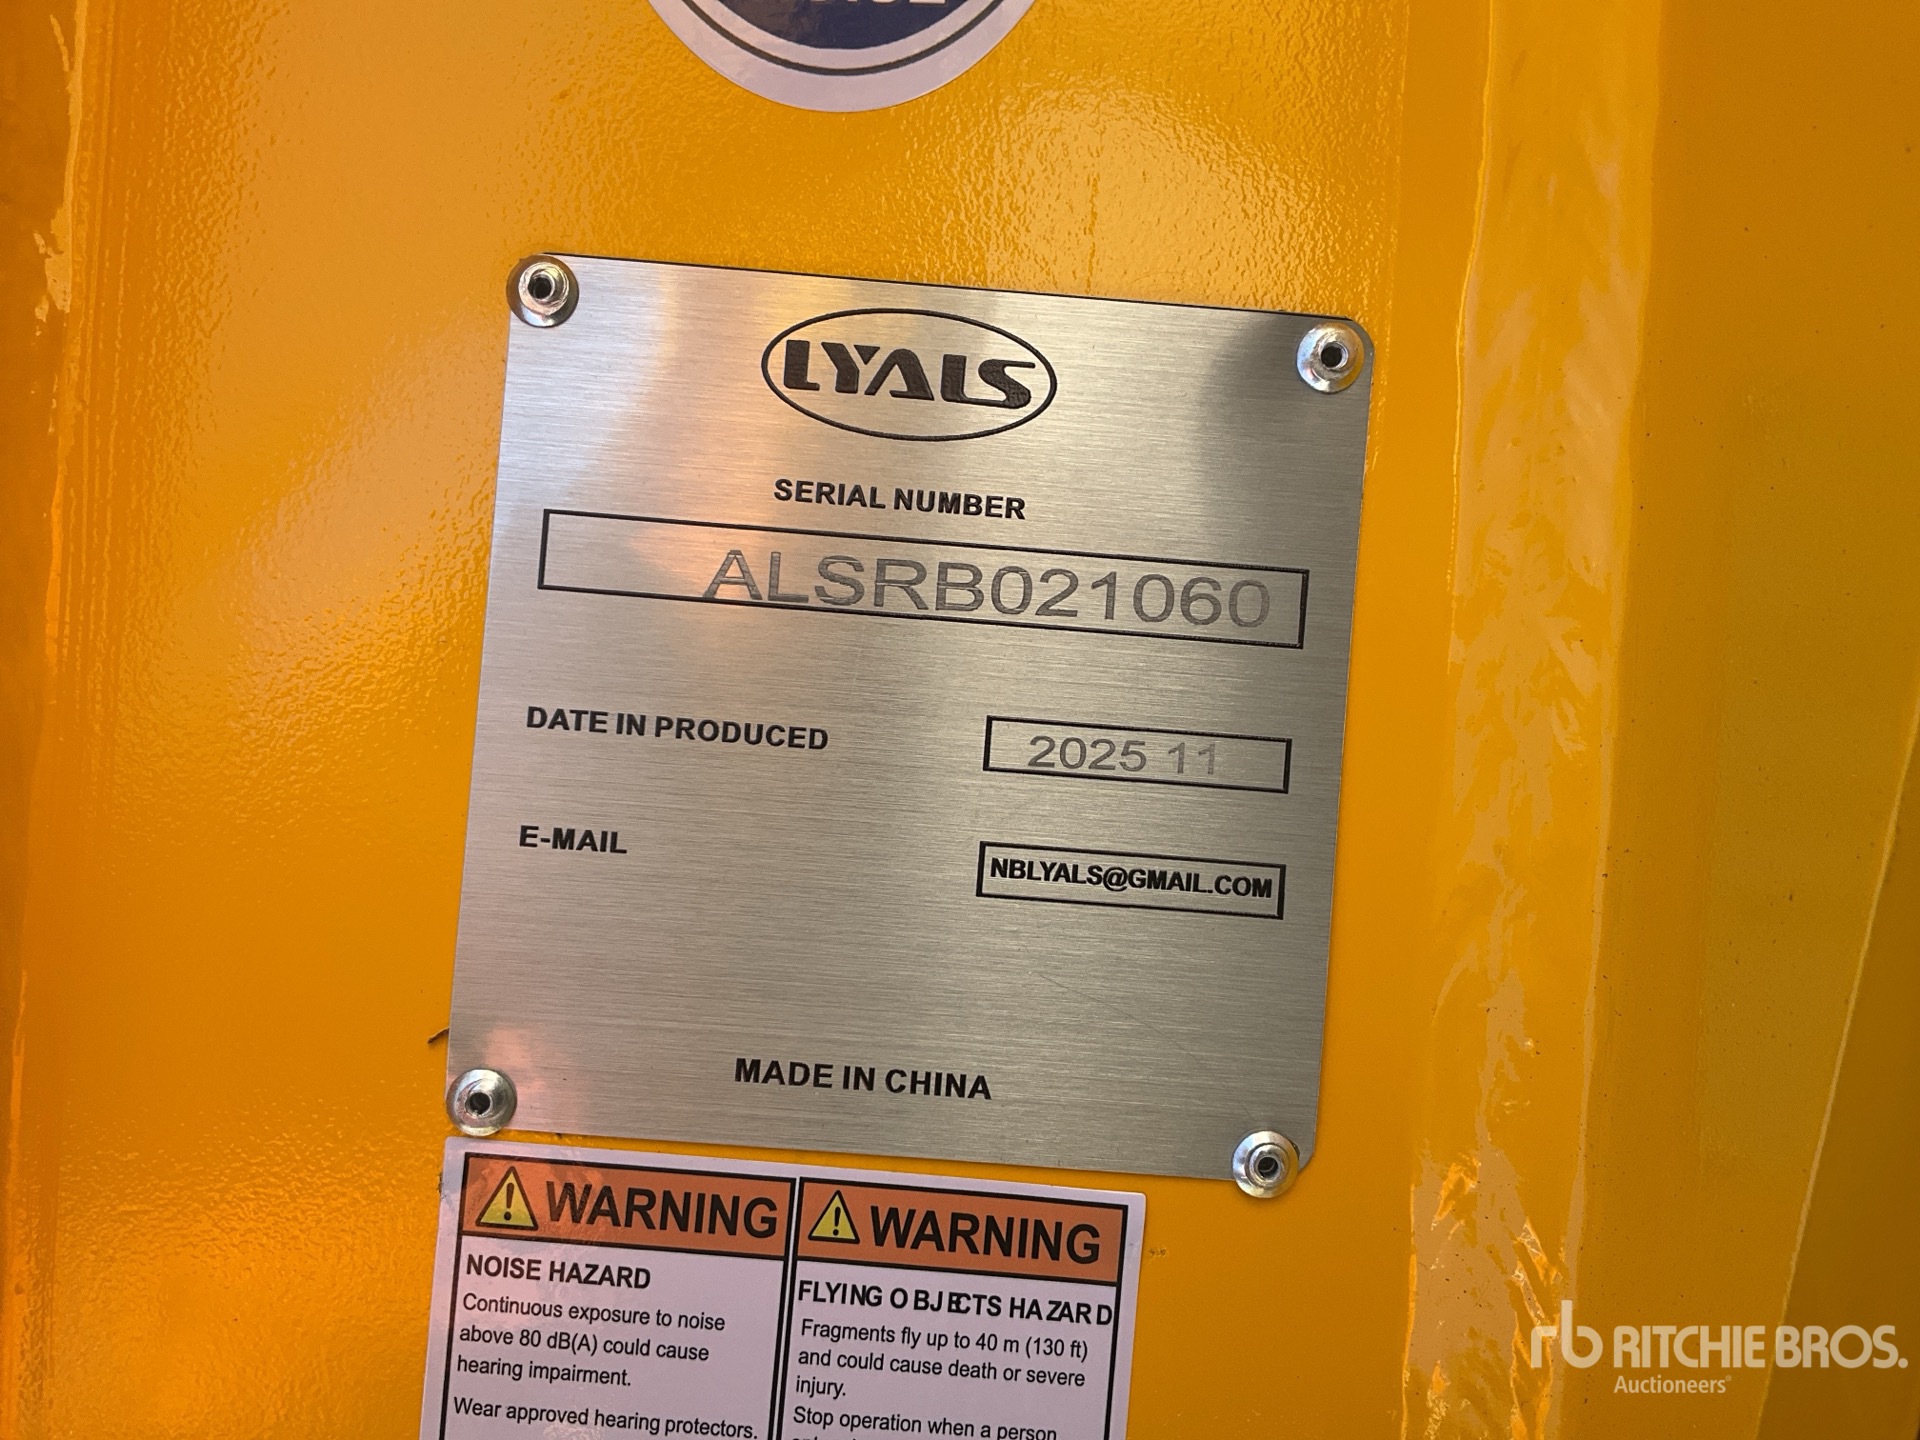 LYALS
SERIAL NUMBER
ALSRB021060
DATE IN PRODUCED
2025 11
E-MAIL
NBLYALS@GMAIL.COM
MADE IN CHINA
WARNING
NOISE HAZARD
Continuous exposure to noise
above 80 dB(A) could cause
hearing impairment.
Wear approved hearing protectors.
WARNING
FLYING OBJECTS HAZARD
Fragments fly up to 40 m (130 ft)
and could cause death or severe
injury.
Stop operation when a person
rb RITCHIE BROS.
Auctioneers